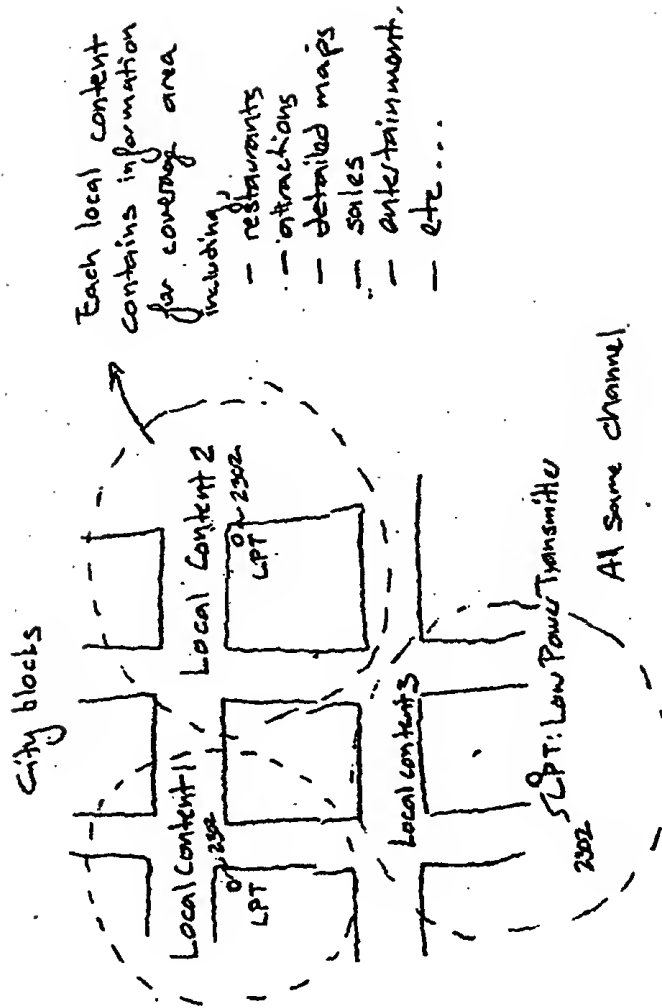 City blocks
Local Content 1
2302
LPT
Local Content 2
2302
LPT
Local content 3
2302
LPT: Low Power Transmitter
All same channel
Each local content
contains information
for coverage area
including,
- restaurants
- attractions
- detailed maps
- sales
- entertainment.
- etc...